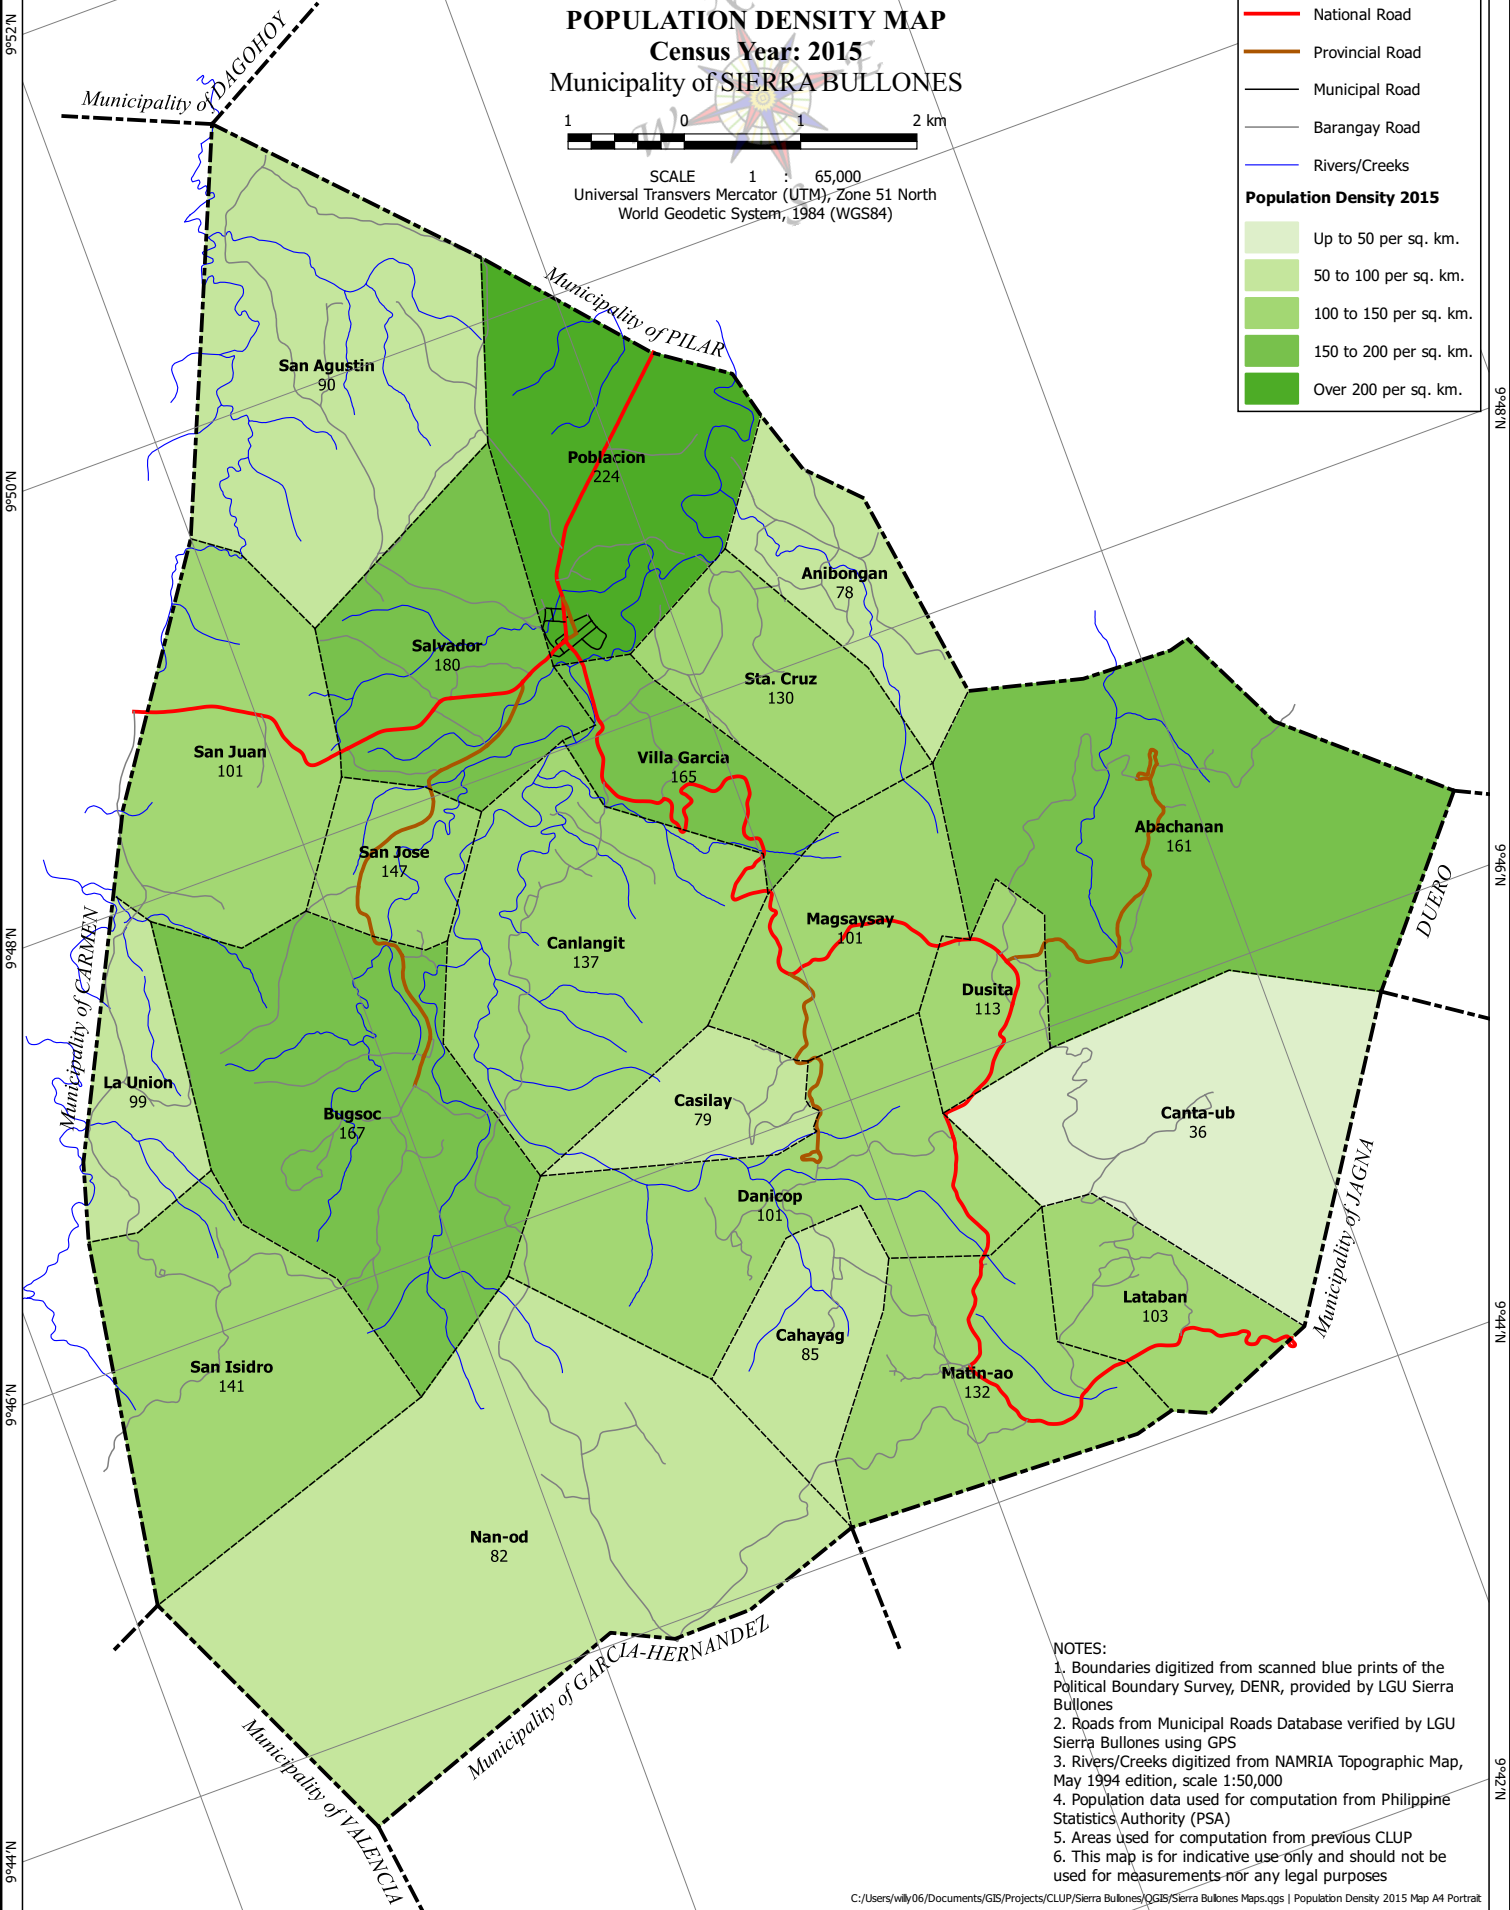 POPULATION DENSITY MAP
Census Year: 2015
Municipality of SIERRA BULLONES
1 0 1 2 km
SCALE 1 : 65,000
Universal Transvers Mercator (UTM), Zone 51 North
World Geodetic System, 1984 (WGS84)
W
E
S
National Road
Provincial Road
Municipal Road
Barangay Road
Rivers/Creeks
Population Density 2015
Up to 50 per sq. km.
50 to 100 per sq. km.
100 to 150 per sq. km.
150 to 200 per sq. km.
Over 200 per sq. km.
9°52'N
9°50'N
9°48'N
9°46'N
9°44'N
9°48'N
9°46'N
9°44'N
9°42'N
Municipality of DAGOHOY
Municipality of PILAR
San Agustin
90
Poblacion
224
Anibongan
78
Salvador
180
Sta. Cruz
130
San Juan
101
Villa Garcia
165
Abachanan
161
San Jose
147
DUERO
Magsaysay
101
Canlangit
137
Municipality of CARMEN
Dusita
113
La Union
99
Bugsoc
167
Casilay
79
Canta-ub
36
Danicop
101
Municipality of JAGNA
Lataban
103
Cahayag
85
San Isidro
141
Matin-ao
132
Nan-od
82
Municipality of GARCIA-HERNANDEZ
Municipality of VALENCIA
NOTES:
1. Boundaries digitized from scanned blue prints of the
Political Boundary Survey, DENR, provided by LGU Sierra
Bullones
2. Roads from Municipal Roads Database verified by LGU
Sierra Bullones using GPS
3. Rivers/Creeks digitized from NAMRIA Topographic Map,
May 1994 edition, scale 1:50,000
4. Population data used for computation from Philippine
Statistics Authority (PSA)
5. Areas used for computation from previous CLUP
6. This map is for indicative use only and should not be
used for measurements nor any legal purposes
C:/Users/willy06/Documents/GIS/Projects/CLUP/Sierra Bullones/QGIS/Sierra Bullones Maps.qgs | Population Density 2015 Map A4 Portrait